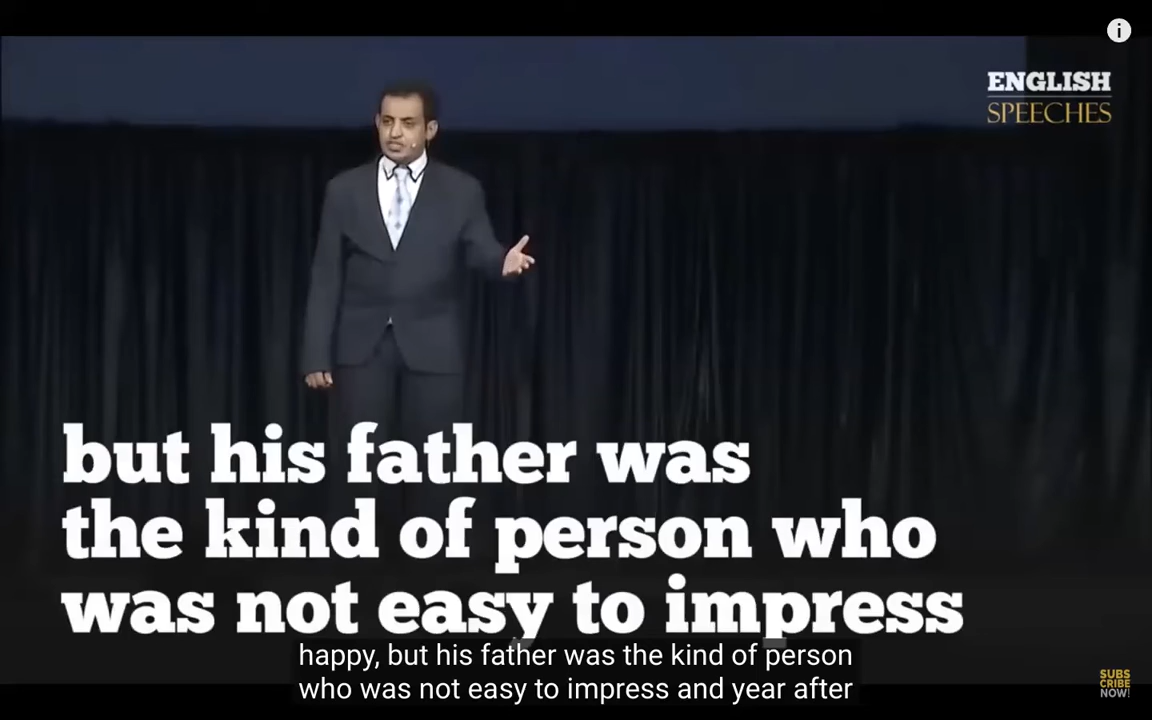 ENGLISH
SPEECHES
but his father was
the kind of person who
was not easy to impress
happy, but his father was the kind of person
who was not easy to impress and year after
SUBS
CRIBE
NOW!